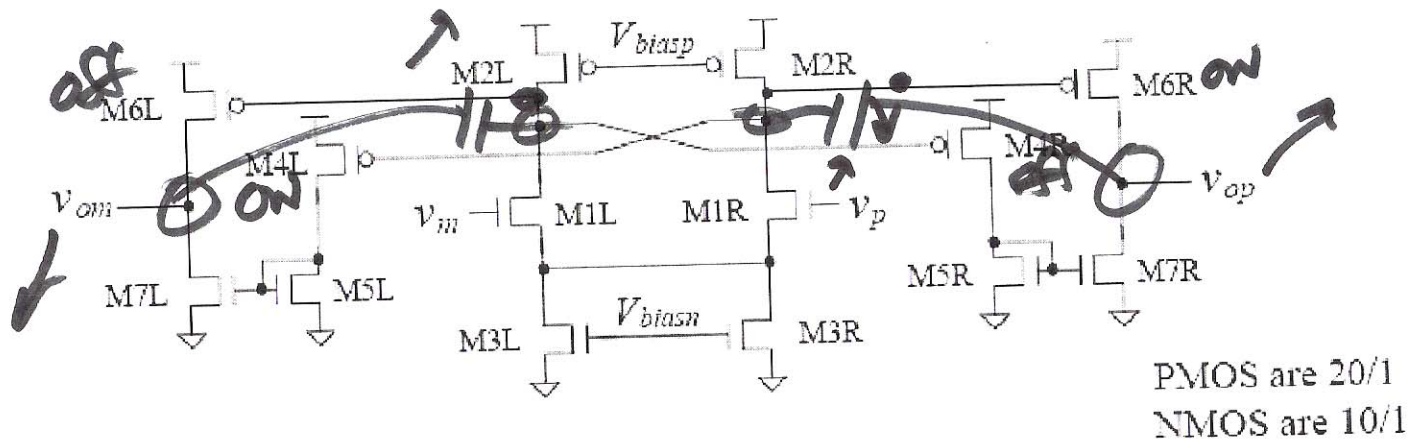 V_biasp
off
M2L
M2R
M6L
M6R
ON
M4L
M4R
off
v_om
ON
v_m
M1L
M1R
v_p
v_op
M7L
M5L
M5R
M7R
M3L
V_biasn
M3R
PMOS are 20/1
NMOS are 10/1